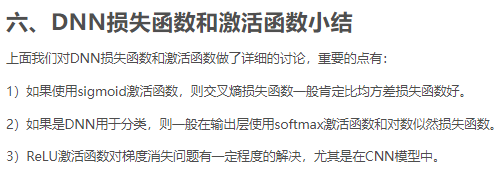 六、DNN损失函数和激活函数小结
上面我们对DNN损失函数和激活函数做了详细的讨论，重要的点有：
1）如果使用sigmoid激活函数，则交叉熵损失函数一般肯定比均方差损失函数好。
2）如果是DNN用于分类，则一般在输出层使用softmax激活函数和对数似然损失函数。
3）ReLU激活函数对梯度消失问题有一定程度的解决，尤其是在CNN模型中。